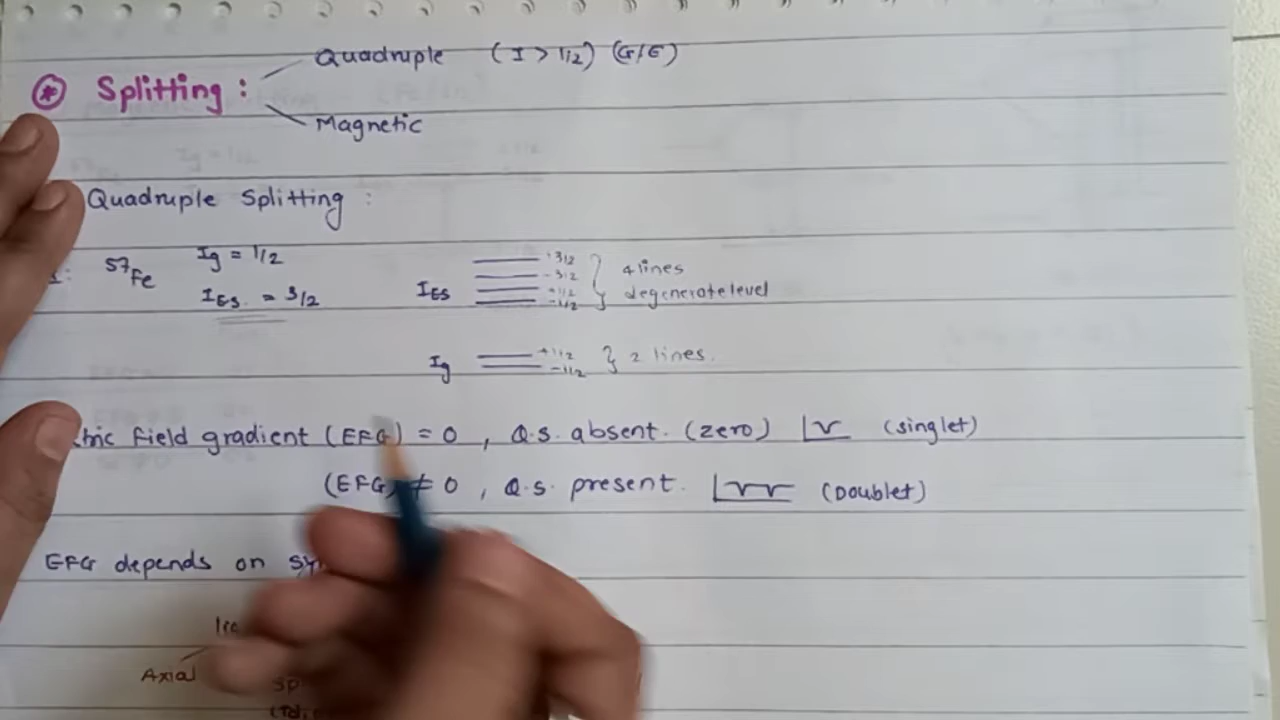 Quadruple (I > 1/2) (G/E)
* Splitting :
Magnetic
Quadruple Splitting :
57Fe Ig = 1/2
IES = 3/2
IES +3/2 -3/2 +1/2 -1/2 } 4 lines degenerate level
Ig +1/2 -1/2 } 2 lines.
field gradient (EFG) = 0 , Q.S. absent. (zero) (singlet)
(EFG) ≠ 0 , Q.S. present. (Doublet)
EFG depends on
Axial